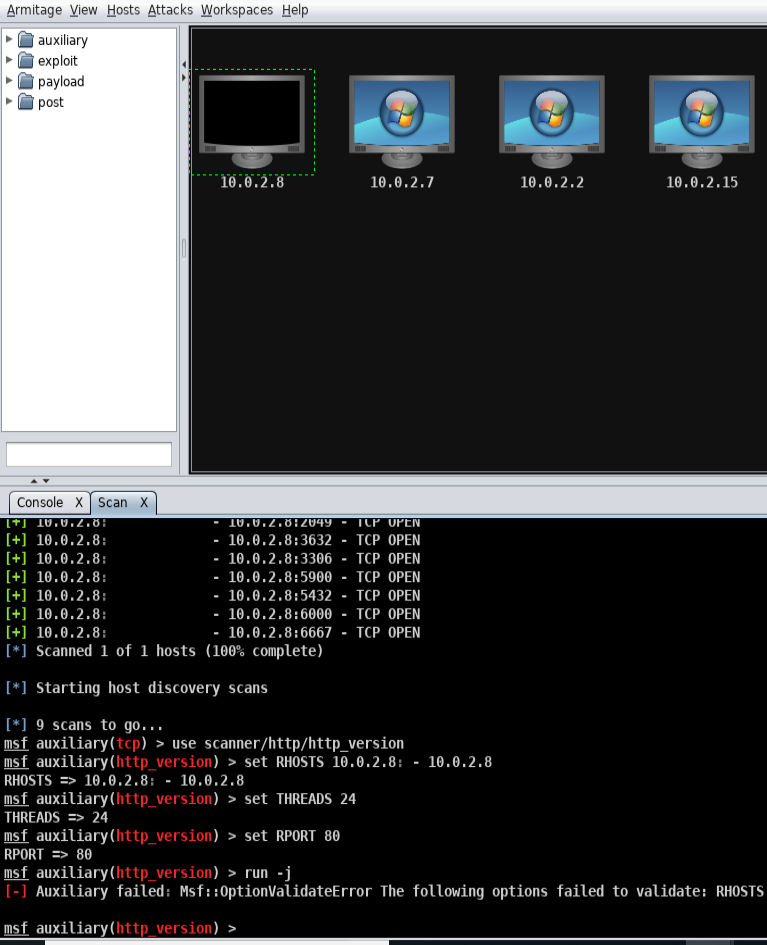 Armitage View Hosts Attacks Workspaces Help
auxiliary
exploit
payload
post
10.0.2.8 10.0.2.7 10.0.2.2 10.0.2.15
Console X Scan X
[+] 10.0.2.8: - 10.0.2.8:2049 - TCP OPEN
[+] 10.0.2.8: - 10.0.2.8:3632 - TCP OPEN
[+] 10.0.2.8: - 10.0.2.8:3306 - TCP OPEN
[+] 10.0.2.8: - 10.0.2.8:5900 - TCP OPEN
[+] 10.0.2.8: - 10.0.2.8:5432 - TCP OPEN
[+] 10.0.2.8: - 10.0.2.8:6000 - TCP OPEN
[+] 10.0.2.8: - 10.0.2.8:6667 - TCP OPEN
[*] Scanned 1 of 1 hosts (100% complete)
[*] Starting host discovery scans
[*] 9 scans to go...
msf auxiliary(tcp) > use scanner/http/http_version
msf auxiliary(http_version) > set RHOSTS 10.0.2.8: - 10.0.2.8
RHOSTS => 10.0.2.8: - 10.0.2.8
msf auxiliary(http_version) > set THREADS 24
THREADS => 24
msf auxiliary(http_version) > set RPORT 80
RPORT => 80
msf auxiliary(http_version) > run -j
[-] Auxiliary failed: Msf::OptionValidateError The following options failed to validate: RHOSTS
msf auxiliary(http_version) >